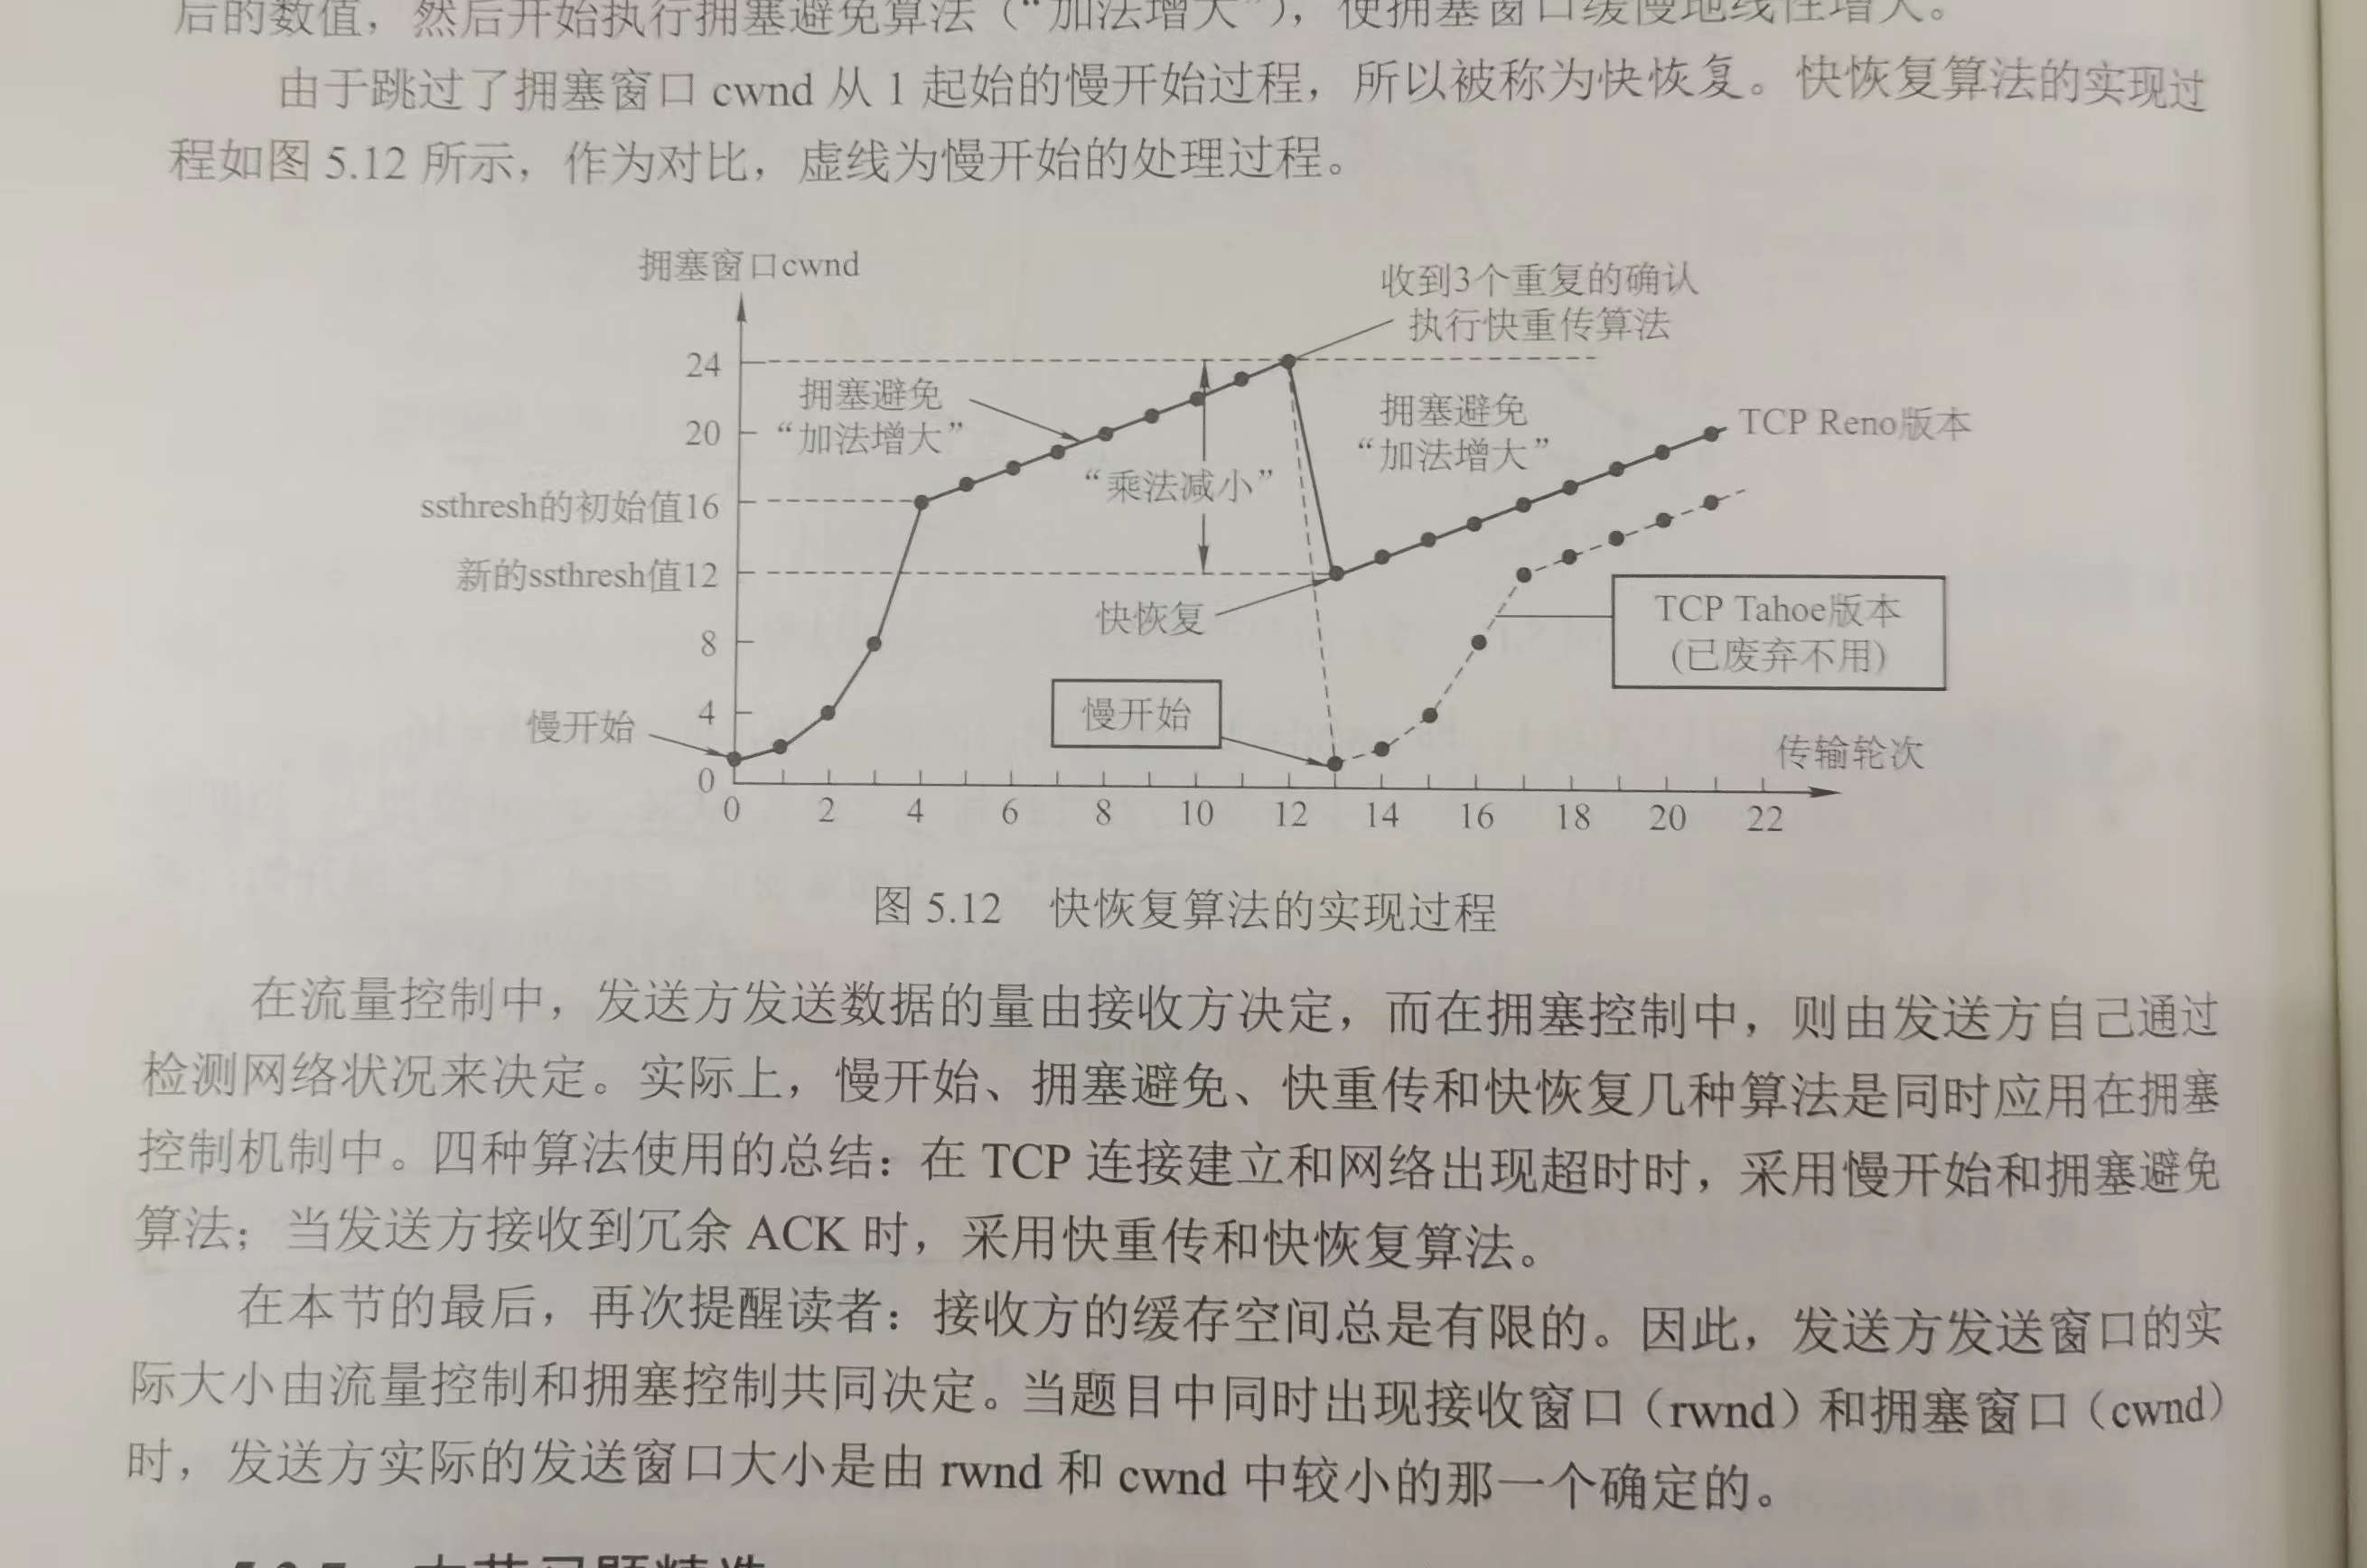 后的数值，然后开始执行拥塞避免算法（“加法增大”），使拥塞窗口缓慢地线性增大。
由于跳过了拥塞窗口 cwnd 从 1 起始的慢开始过程，所以被称为快恢复。快恢复算法的实现过
程如图 5.12 所示，作为对比，虚线为慢开始的处理过程。
拥塞窗口cwnd
收到3个重复的确认
执行快重传算法
24
拥塞避免
“加法增大”
拥塞避免
“加法增大”
TCP Reno版本
20
“乘法减小”
ssthresh的初始值16
新的ssthresh值12
快恢复
TCP Tahoe版本
(已废弃不用)
8
4
慢开始
慢开始
传输轮次
0
0 2 4 6 8 10 12 14 16 18 20 22
图 5.12 快恢复算法的实现过程
在流量控制中，发送方发送数据的量由接收方决定，而在拥塞控制中，则由发送方自己通过
检测网络状况来决定。实际上，慢开始、拥塞避免、快重传和快恢复几种算法是同时应用在拥塞
控制机制中。四种算法使用的总结：在 TCP 连接建立和网络出现超时时，采用慢开始和拥塞避免
算法；当发送方接收到冗余 ACK 时，采用快重传和快恢复算法。
在本节的最后，再次提醒读者：接收方的缓存空间总是有限的。因此，发送方发送窗口的实
际大小由流量控制和拥塞控制共同决定。当题目中同时出现接收窗口（rwnd）和拥塞窗口（cwnd）
时，发送方实际的发送窗口大小是由 rwnd 和 cwnd 中较小的那一个确定的。